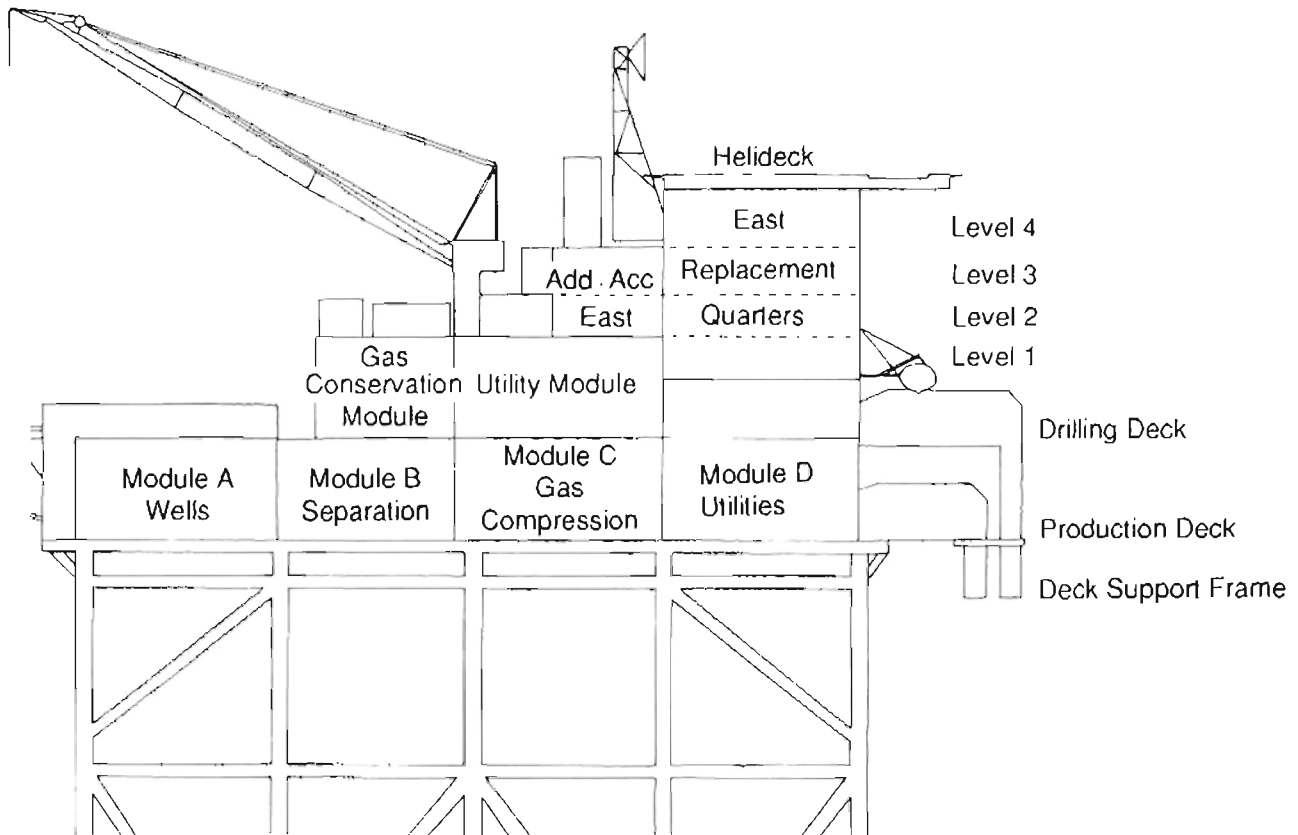 Helideck
East
Level 4
Add. Acc
Replacement
Level 3
East
Quarters
Level 2
Level 1
Gas
Conservation
Module
Utility Module
Drilling Deck
Module A
Wells
Module B
Separation
Module C
Gas
Compression
Module D
Utilities
Production Deck
Deck Support Frame